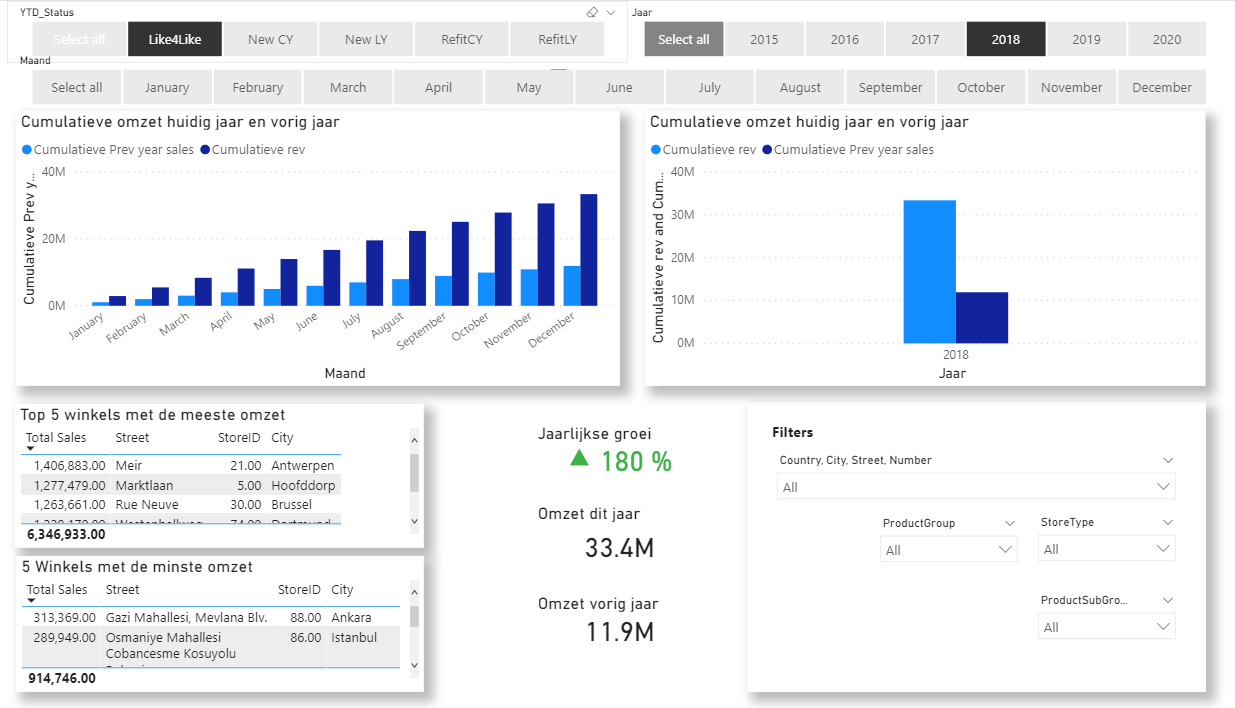 YTD_Status
Select all Like4Like New CY New LY RefitCY RefitLY
Jaar
Select all 2015 2016 2017 2018 2019 2020
Maand
Select all January February March April May June July August September October November December
Cumulatieve omzet huidig jaar en vorig jaar
Cumulatieve Prev year sales Cumulatieve rev
Cumulatieve Prev y...
40M
20M
0M
January February March April May June July August September October November December
Maand
Cumulatieve omzet huidig jaar en vorig jaar
Cumulatieve rev Cumulatieve Prev year sales
Cumulatieve rev and Cum...
40M
30M
20M
10M
0M
2018
Jaar
Top 5 winkels met de meeste omzet
Total Sales Street StoreID City
1,406,883.00 Meir 21.00 Antwerpen
1,277,479.00 Marktlaan 5.00 Hoofddorp
1,263,661.00 Rue Neuve 30.00 Brussel
6,346,933.00
5 Winkels met de minste omzet
Total Sales Street StoreID City
313,369.00 Gazi Mahallesi, Mevlana Blv. 88.00 Ankara
289,949.00 Osmaniye Mahallesi 86.00 Istanbul
Cobancesme Kosuyolu
914,746.00
Jaarlijkse groei
180 %
Omzet dit jaar
33.4M
Omzet vorig jaar
11.9M
Filters
Country, City, Street, Number
All
ProductGroup
All
StoreType
All
ProductSubGro...
All